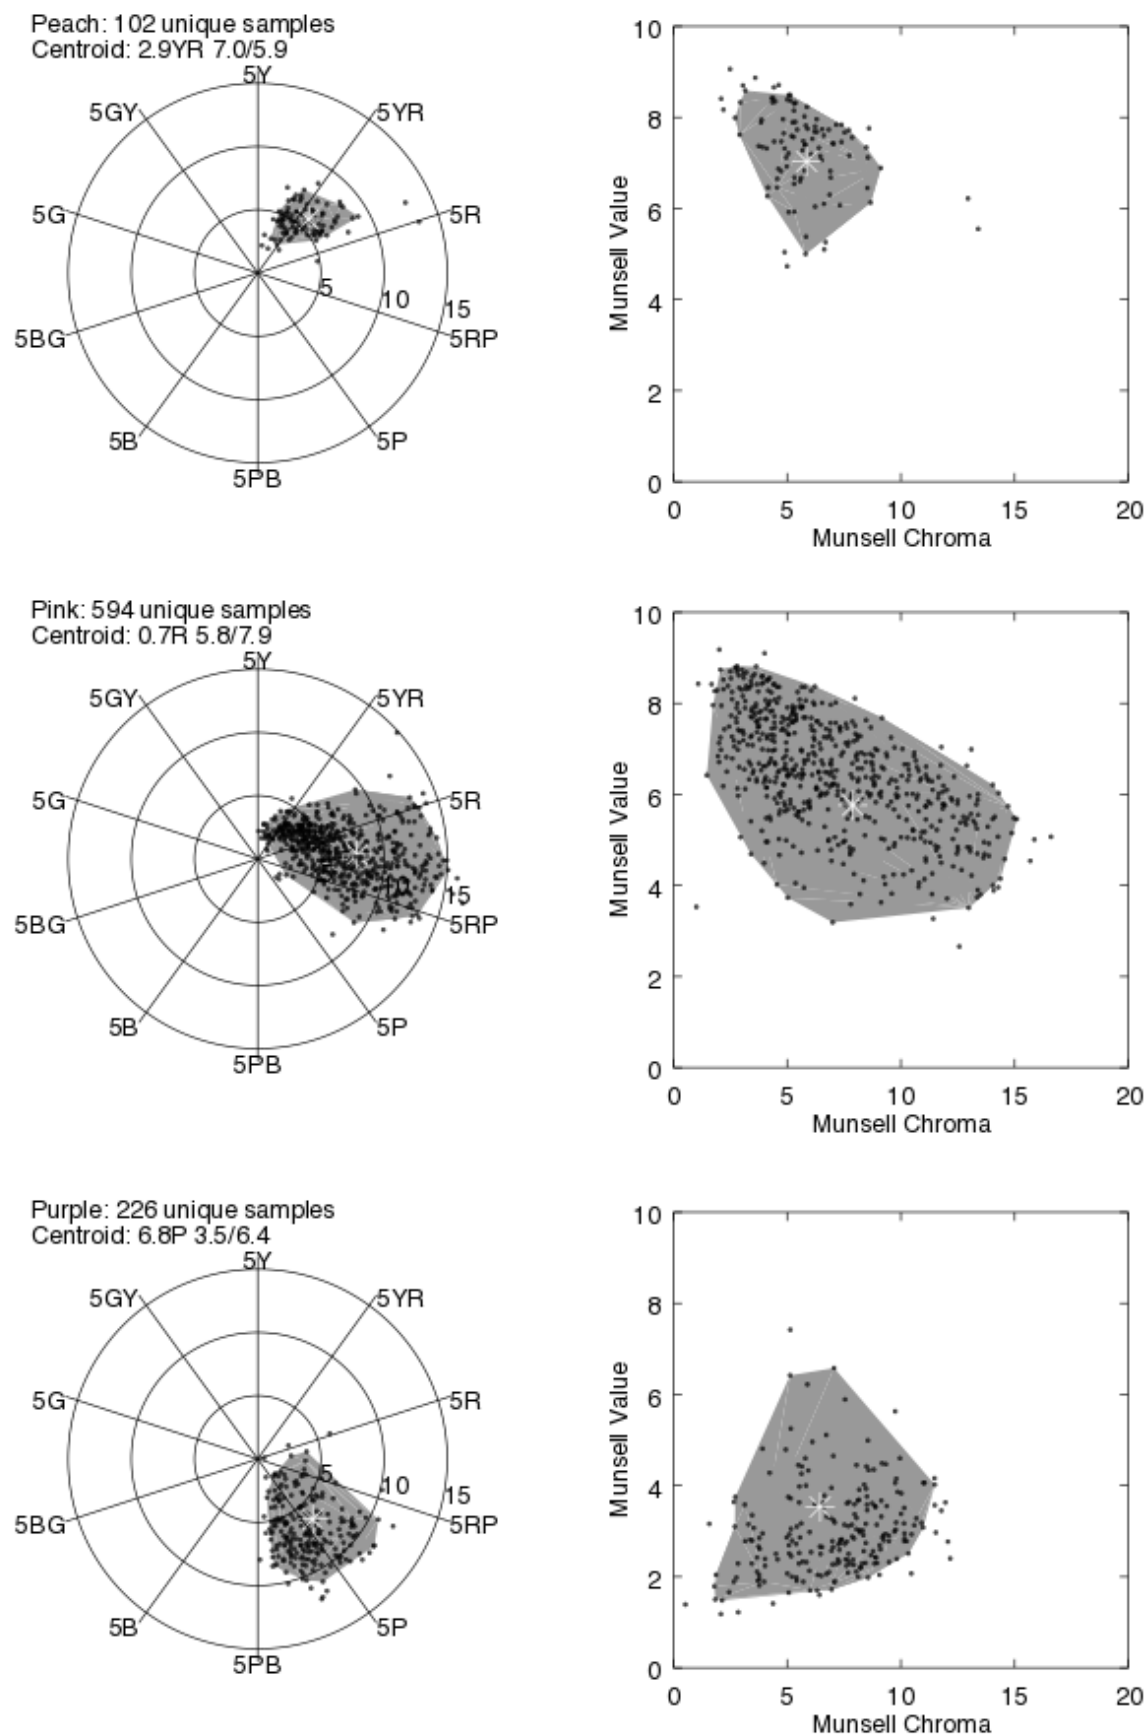 Peach: 102 unique samples
Centroid: 2.9YR 7.0/5.9
5Y
5GY
5YR
5G
5R
5
10
15
5BG
5RP
5B
5P
5PB
10
8
6
4
2
0
Munsell Value
0 5 10 15 20
Munsell Chroma
Pink: 594 unique samples
Centroid: 0.7R 5.8/7.9
5Y
5GY
5YR
5G
5R
10
15
5BG
5RP
5B
5P
5PB
10
8
6
4
2
0
Munsell Value
0 5 10 15 20
Munsell Chroma
Purple: 226 unique samples
Centroid: 6.8P 3.5/6.4
5Y
5GY
5YR
5G
5R
5
10
15
5BG
5RP
5B
5P
5PB
10
8
6
4
2
0
Munsell Value
0 5 10 15 20
Munsell Chroma